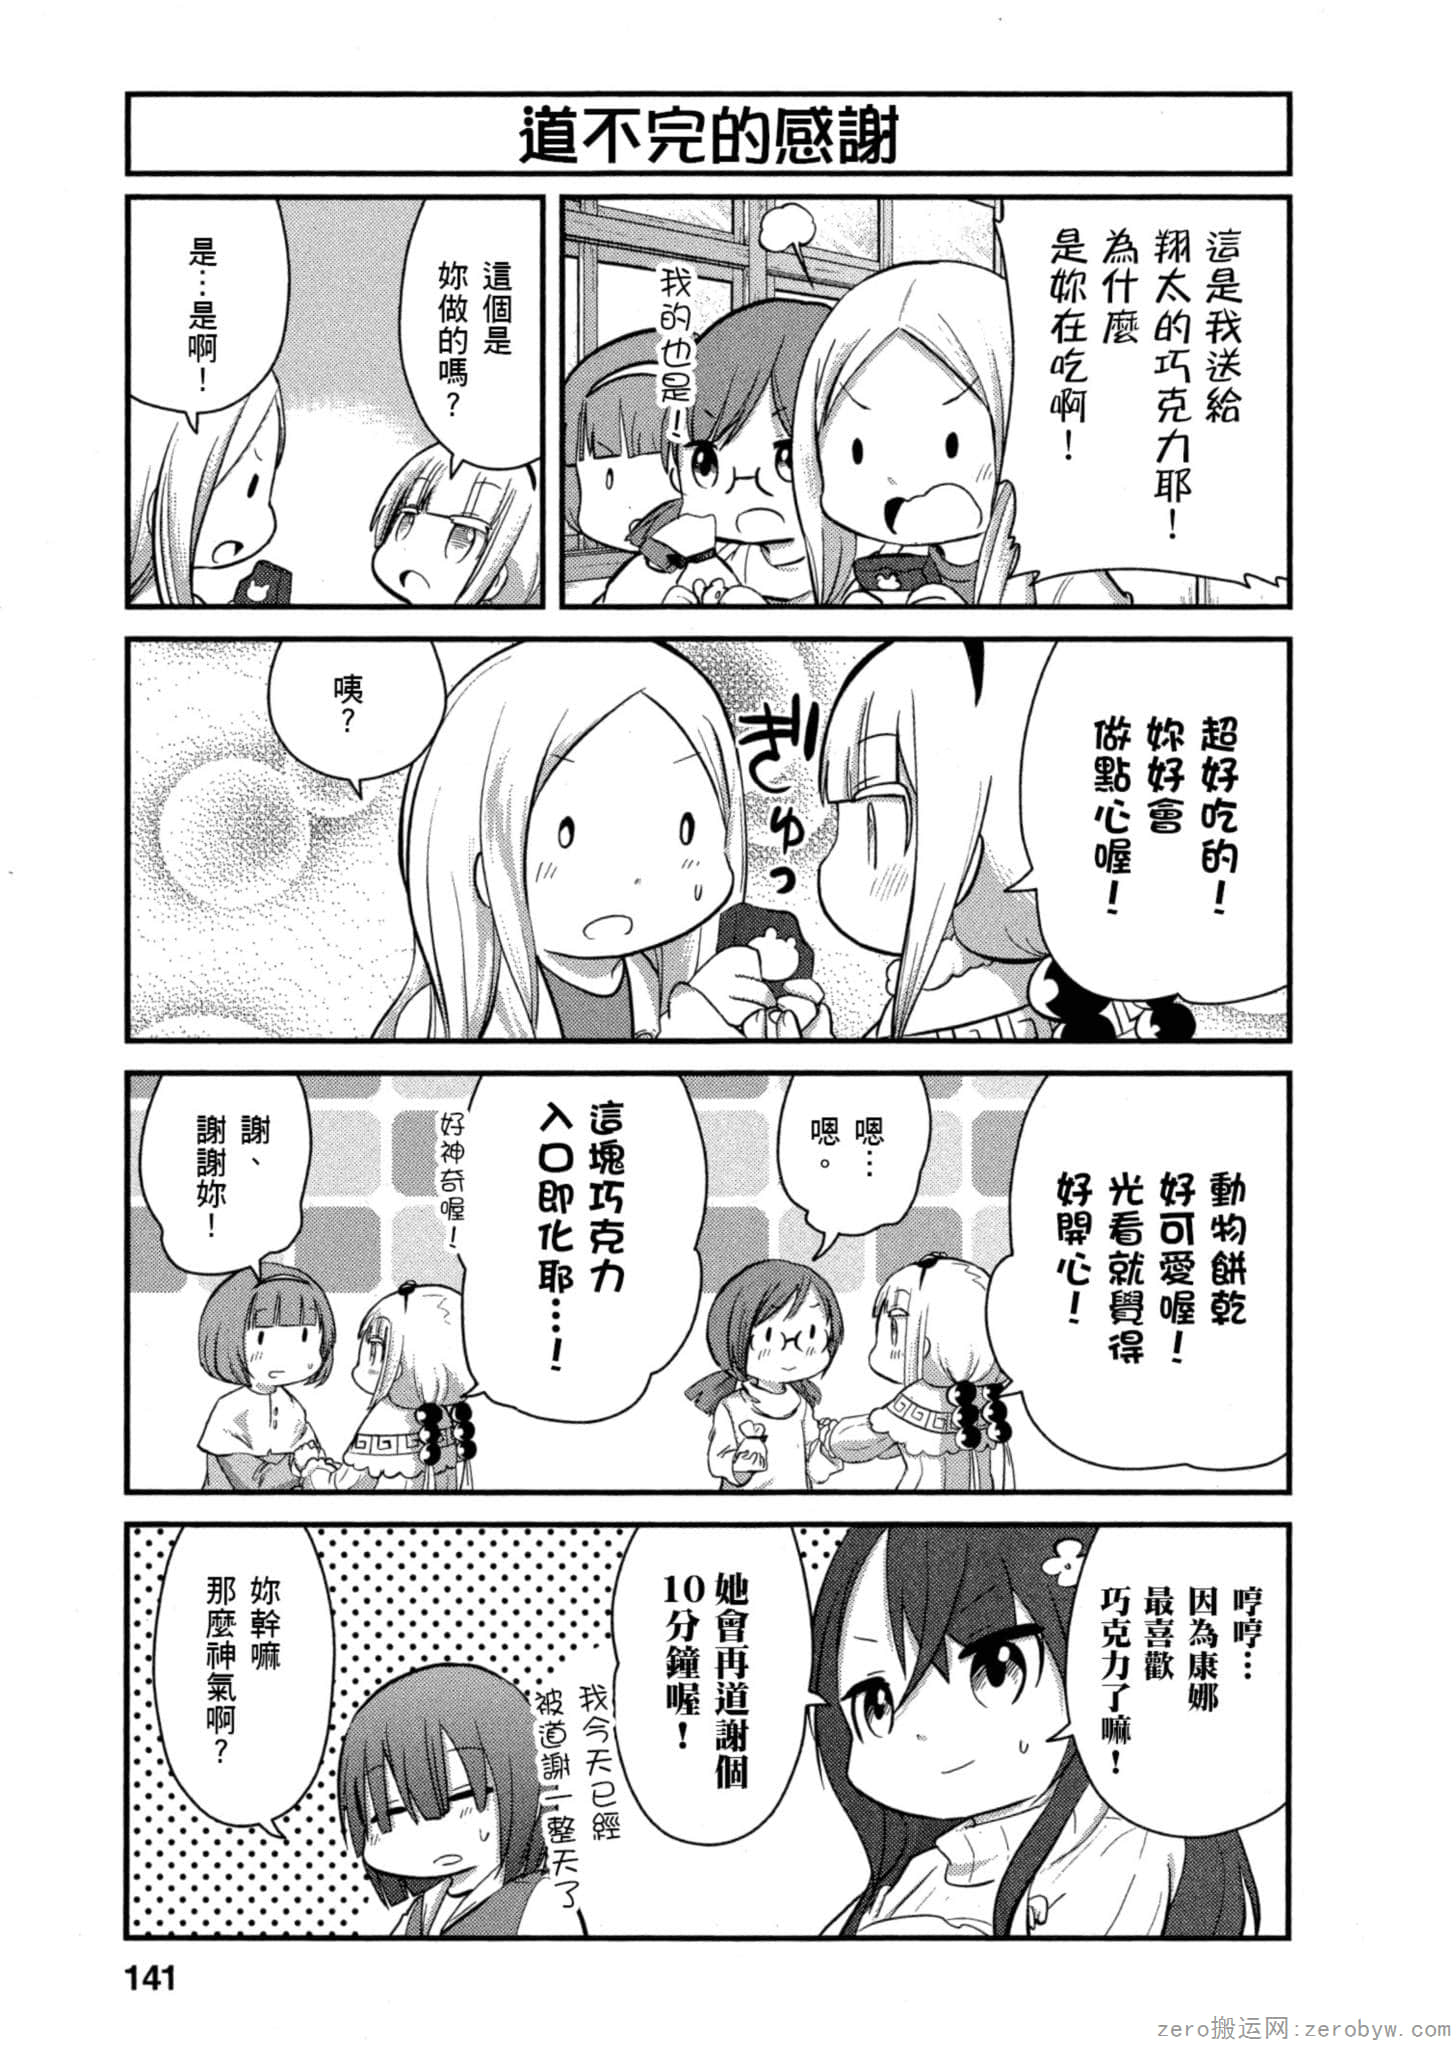 道不完的感謝
這是我送給
翔太的巧克力耶！
為什麼
是妳在吃啊！
我的也是！
這個是
妳做的嗎？
是…是啊！
超好吃的！
妳好會
做點心喔！
ぎゅっ
咦？
動物餅乾
好可愛喔！
光看就覺得
好開心！
嗯…
嗯。
這塊巧克力
入口即化耶……！
好神奇喔！
謝、
謝謝妳！
哼哼…
因為康娜
最喜歡
巧克力了嘛！
她會再道謝個
10分鐘喔！
我今天已經
被道謝一整天了
妳幹嘛
那麼神氣啊？
141
zero搬运网:zerobyw.com